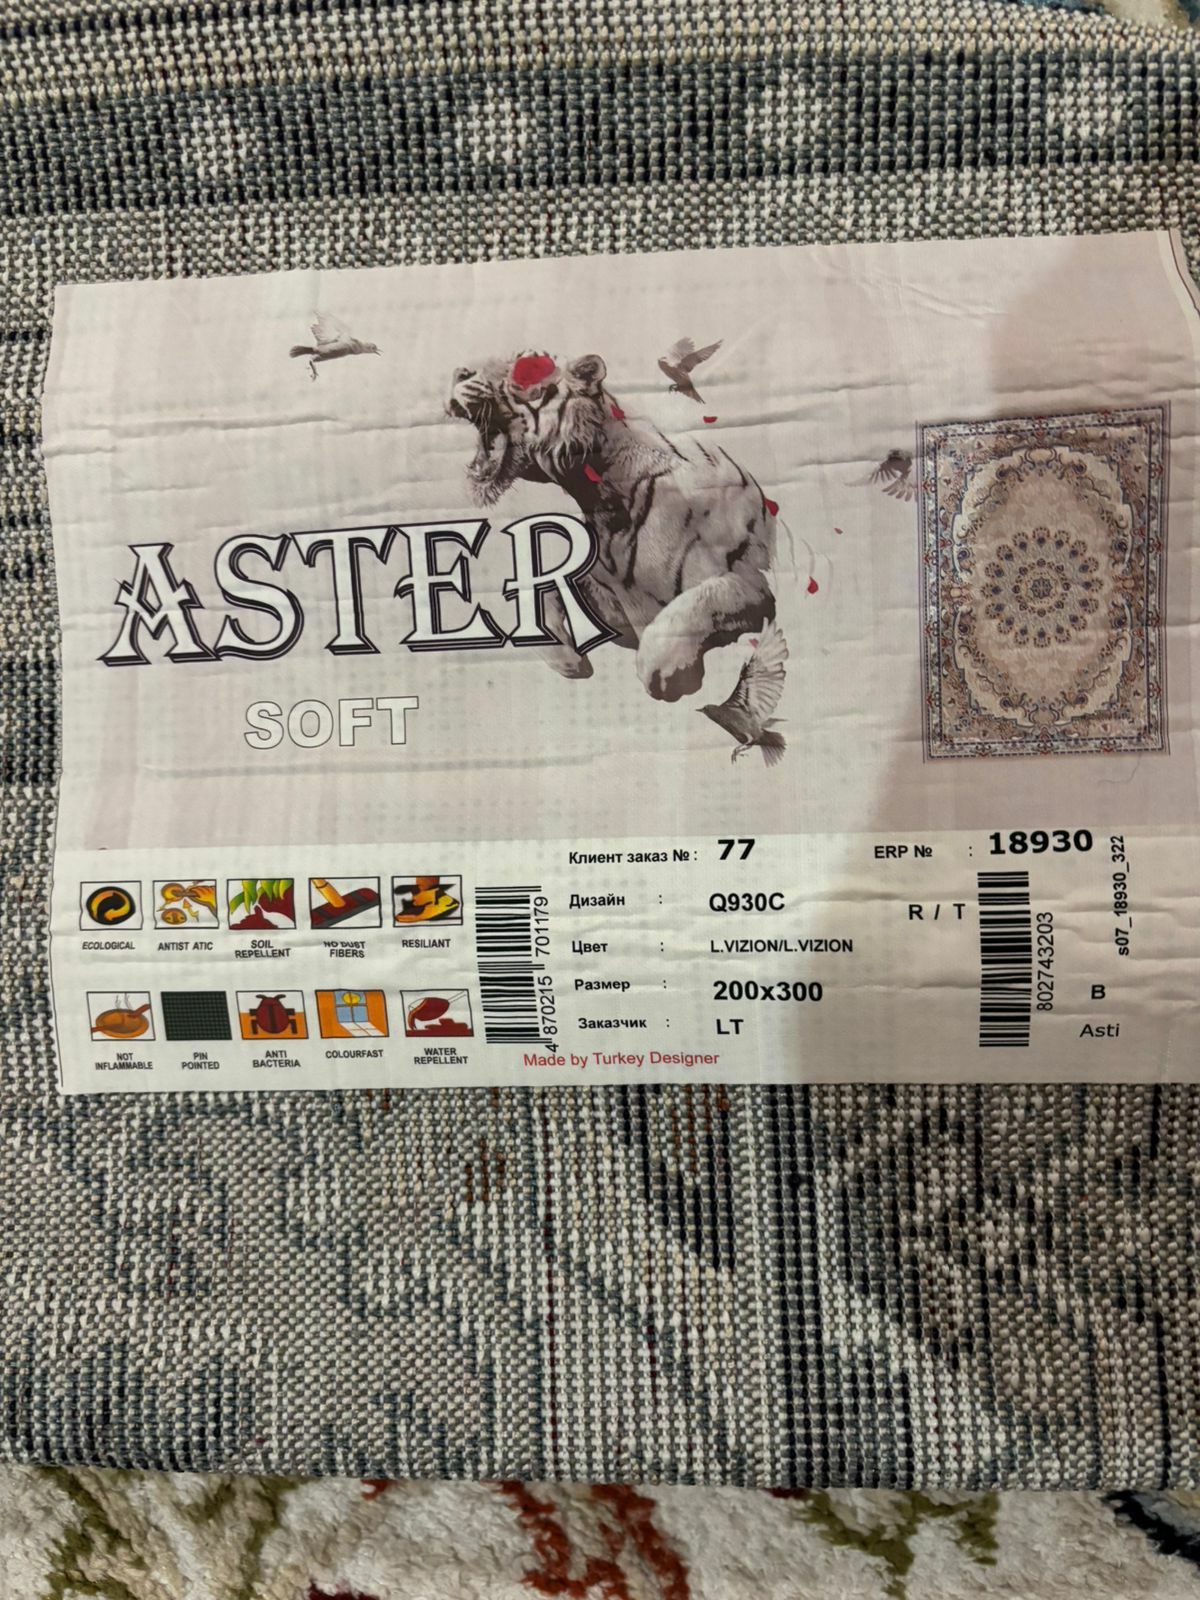 ASTER
SOFT
Клиент заказ № : 77
ERP № : 18930
Дизайн : Q930C
R / T
Цвет : L.VIZION/L.VIZION
Размер : 200x300
B
Заказчик : LT
Asti
Made by Turkey Designer
4 870215 701179
802743203
s07_18930_322
ECOLOGICAL
ANTIST ATIC
SOIL REPELLENT
NO DUST FIBERS
RESILIANT
NOT INFLAMMABLE
PIN POINTED
ANTI BACTERIA
COLOURFAST
WATER REPELLENT